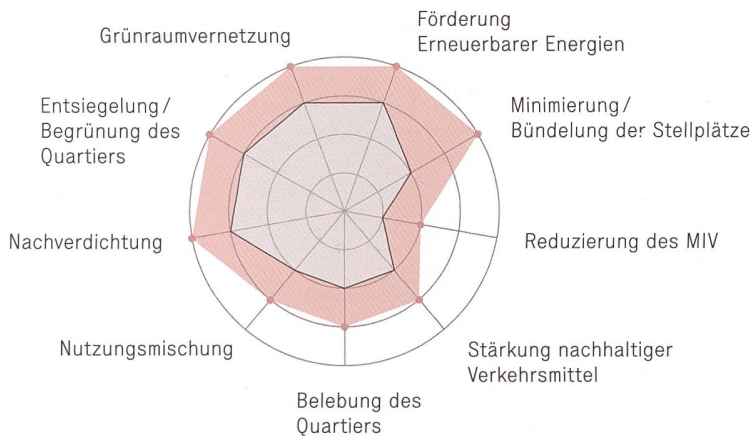 Grünraumvernetzung
Förderung
Erneuerbarer Energien
Entsiegelung /
Begrünung des
Quartiers
Minimierung /
Bündelung der Stellplätze
Nachverdichtung
Reduzierung des MIV
Nutzungsmischung
Stärkung nachhaltiger
Verkehrsmittel
Belebung des
Quartiers